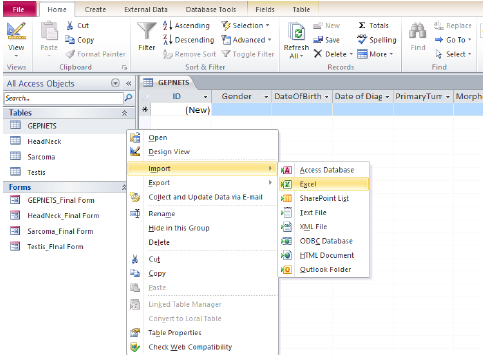 File Home Create External Data Database Tools Fields Table
View Paste Cut Copy Format Painter
Filter Ascending Descending Remove Sort Selection Advanced Toggle Filter
Refresh All New Save Delete Totals Spelling More
Find Replace Go To Select
Views Clipboard Sort & Filter Records Find
All Access Objects
Search...
Tables
GEPNETS
HeadNeck
Sarcoma
Testis
Forms
GEPNETS_Final Form
HeadNeck_Final Form
Sarcoma_Final Form
Testis_Final Form
GEPNETS
ID Gender DateOfBirth Date of Diag PrimaryTum Morpho
(New)
Open
Design View
Import
Export
Collect and Update Data via E-mail
Rename
Hide in this Group
Delete
Cut
Copy
Paste
Linked Table Manager
Convert to Local Table
Table Properties
Check Web Compatibility
Access Database
Excel
SharePoint List
Text File
XML File
ODBC Database
HTML Document
Outlook Folder